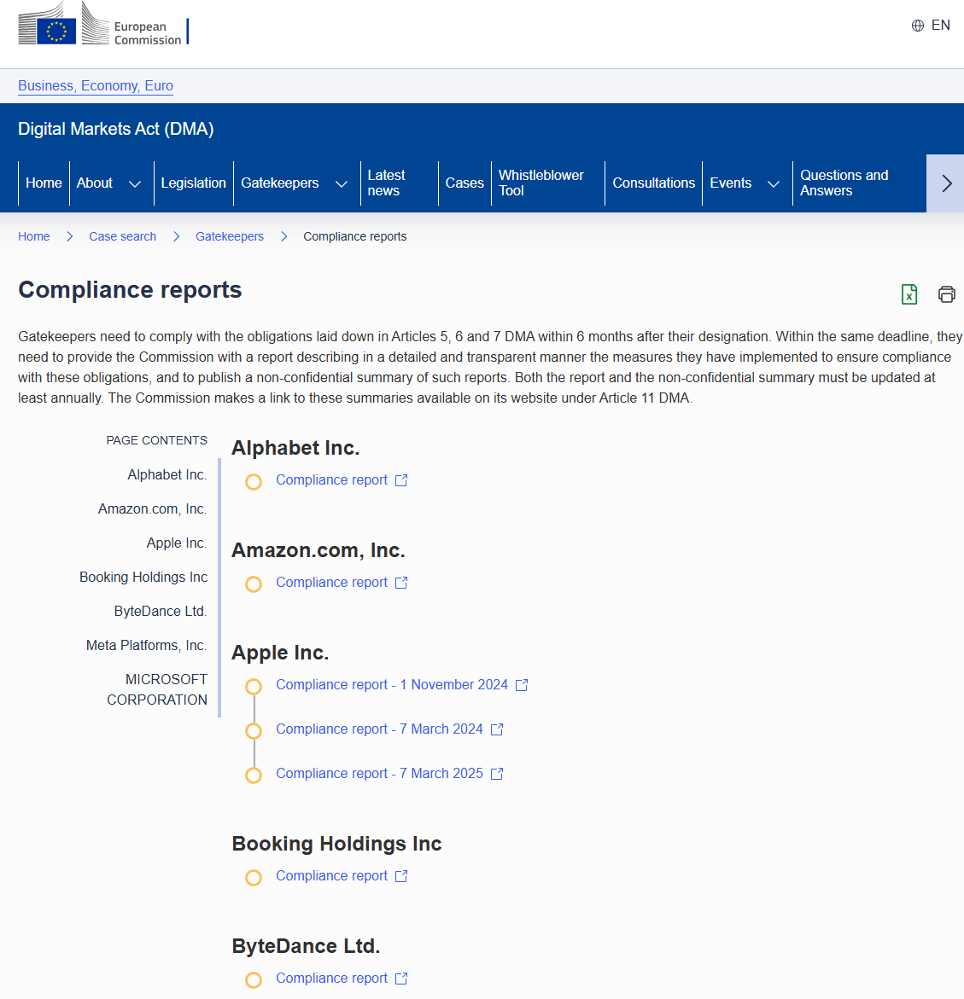 European
Commission
EN
Business, Economy, Euro
Digital Markets Act (DMA)
Home
About
Legislation
Gatekeepers
Latest
news
Cases
Whistleblower
Tool
Consultations
Events
Questions and
Answers
Home
Case search
Gatekeepers
Compliance reports
Compliance reports
Gatekeepers need to comply with the obligations laid down in Articles 5, 6 and 7 DMA within 6 months after their designation. Within the same deadline, they
need to provide the Commission with a report describing in a detailed and transparent manner the measures they have implemented to ensure compliance
with these obligations, and to publish a non-confidential summary of such reports. Both the report and the non-confidential summary must be updated at
least annually. The Commission makes a link to these summaries available on its website under Article 11 DMA.
PAGE CONTENTS
Alphabet Inc.
Amazon.com, Inc.
Apple Inc.
Booking Holdings Inc
ByteDance Ltd.
Meta Platforms, Inc.
MICROSOFT
CORPORATION
Alphabet Inc.
Compliance report
Amazon.com, Inc.
Compliance report
Apple Inc.
Compliance report - 1 November 2024
Compliance report - 7 March 2024
Compliance report - 7 March 2025
Booking Holdings Inc
Compliance report
ByteDance Ltd.
Compliance report